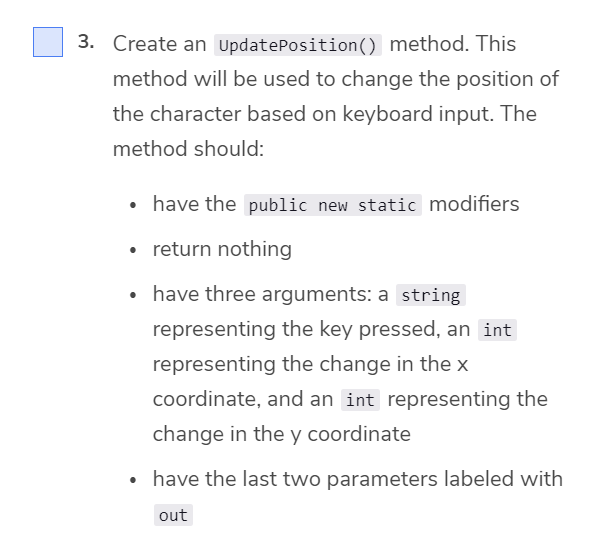 3. Create an UpdatePosition() method. This
method will be used to change the position of
the character based on keyboard input. The
method should:
• have the public new static modifiers
• return nothing
• have three arguments: a string
representing the key pressed, an int
representing the change in the x
coordinate, and an int representing the
change in the y coordinate
• have the last two parameters labeled with
out